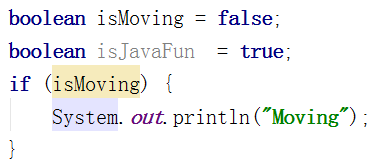 boolean isMoving = false;
boolean isJavaFun  = true;
if (isMoving) {
    System.out.println("Moving");
}